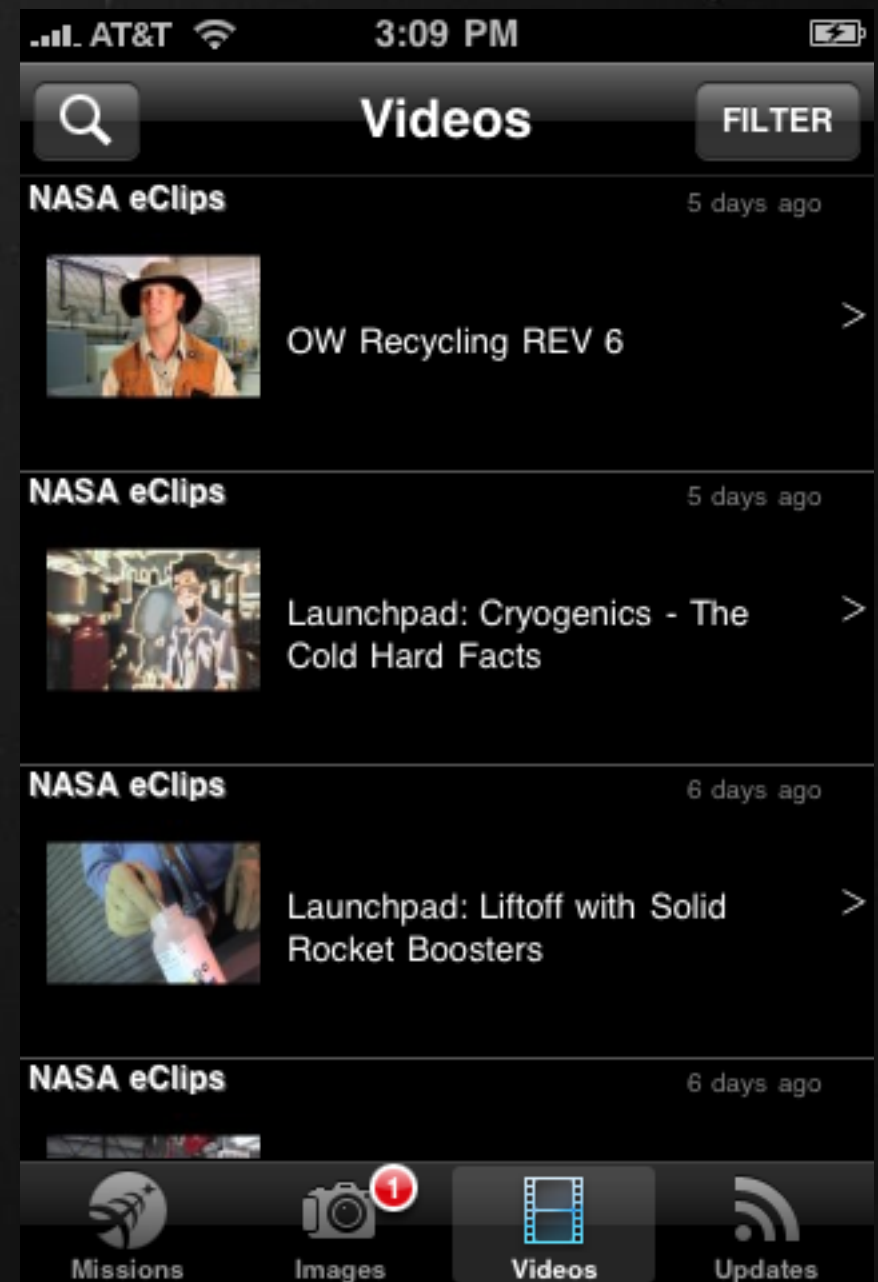 AT&T 3:09 PM
Videos FILTER
NASA eClips 5 days ago
OW Recycling REV 6 >
NASA eClips 5 days ago
Launchpad: Cryogenics - The >
Cold Hard Facts
NASA eClips 6 days ago
Launchpad: Liftoff with Solid >
Rocket Boosters
NASA eClips 6 days ago
1
Missions Images Videos Updates